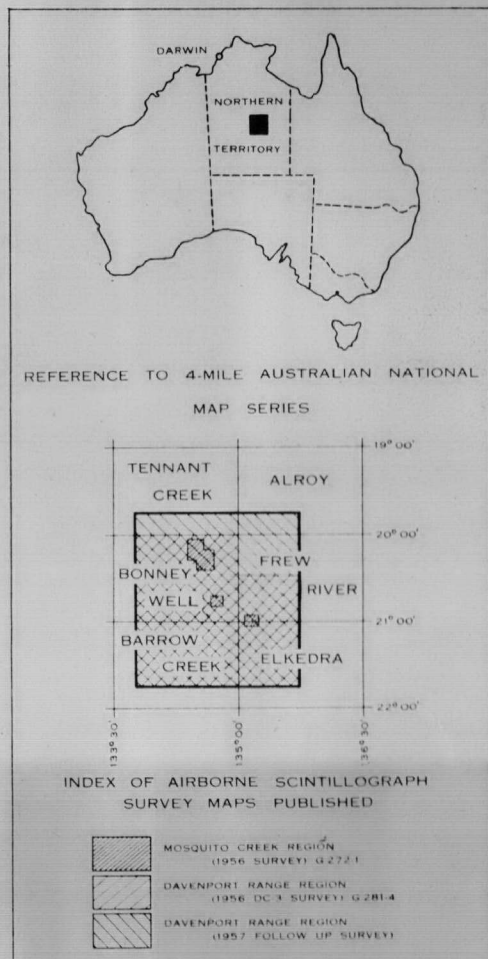 DARWIN
NORTHERN
TERRITORY
REFERENCE TO 4-MILE AUSTRALIAN NATIONAL
MAP SERIES
19° 00'
TENNANT
CREEK
ALROY
20° 00'
FREW
BONNEY
RIVER
WELL
21° 00'
BARROW
CREEK
ELKEDRA
22° 00'
133° 30'
135° 00'
136° 30'
INDEX OF AIRBORNE SCINTILLOGRAPH
SURVEY MAPS PUBLISHED
MOSQUITO CREEK REGION
(1956 SURVEY) G 272-1
DAVENPORT RANGE REGION
(1956 DC 3 SURVEY) G 281-4
DAVENPORT RANGE REGION
(1957 FOLLOW UP SURVEY)